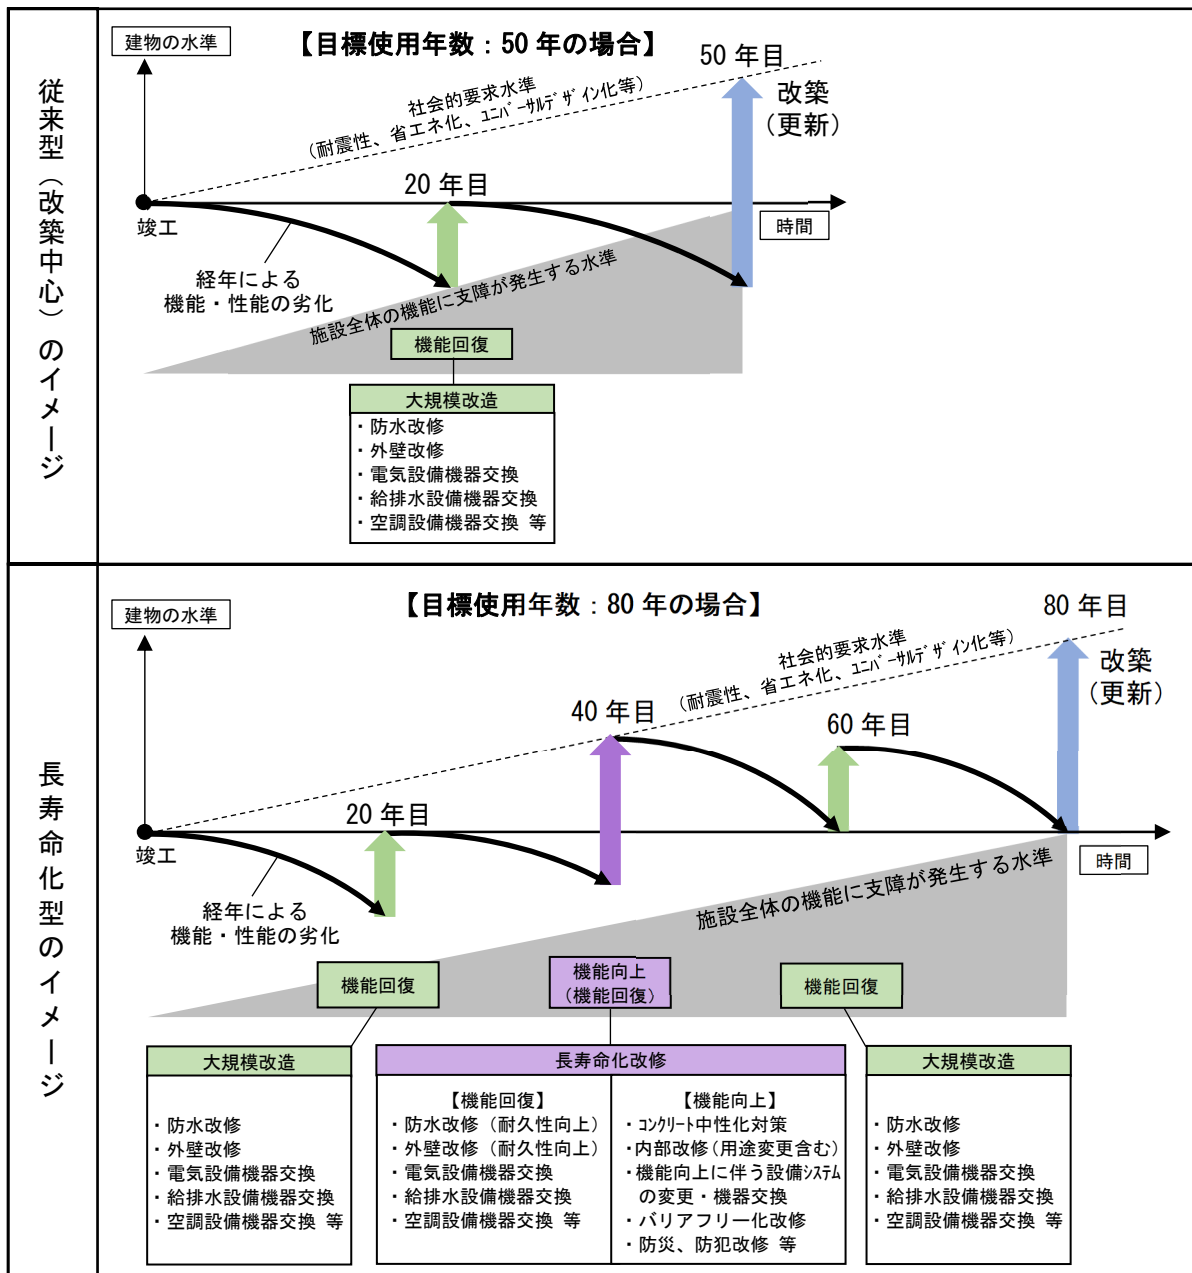 従来型（改築中心）のイメージ
建物の水準
【目標使用年数：50 年の場合】
50 年目
改築
（更新）
社会的要求水準
（耐震性、省エネ化、ﾕﾆﾊﾞｰｻﾙﾃﾞｻﾞｲﾝ化等）
20 年目
竣工
時間
経年による
機能・性能の劣化
施設全体の機能に支障が発生する水準
機能回復
大規模改造
・防水改修
・外壁改修
・電気設備機器交換
・給排水設備機器交換
・空調設備機器交換 等
長寿命化型のイメージ
建物の水準
【目標使用年数：80 年の場合】
80 年目
改築
（更新）
社会的要求水準
（耐震性、省エネ化、ﾕﾆﾊﾞｰｻﾙﾃﾞｻﾞｲﾝ化等）
40 年目
60 年目
20 年目
竣工
時間
経年による
機能・性能の劣化
施設全体の機能に支障が発生する水準
機能回復
機能向上
（機能回復）
機能回復
大規模改造
・防水改修
・外壁改修
・電気設備機器交換
・給排水設備機器交換
・空調設備機器交換 等
長寿命化改修
【機能回復】
・防水改修（耐久性向上）
・外壁改修（耐久性向上）
・電気設備機器交換
・給排水設備機器交換
・空調設備機器交換 等
【機能向上】
・ｺﾝｸﾘｰﾄ中性化対策
・内部改修（用途変更含む）
・機能向上に伴う設備ｼｽﾃﾑ
の変更・機器交換
・バリアフリー化改修
・防災、防犯改修 等
大規模改造
・防水改修
・外壁改修
・電気設備機器交換
・給排水設備機器交換
・空調設備機器交換 等